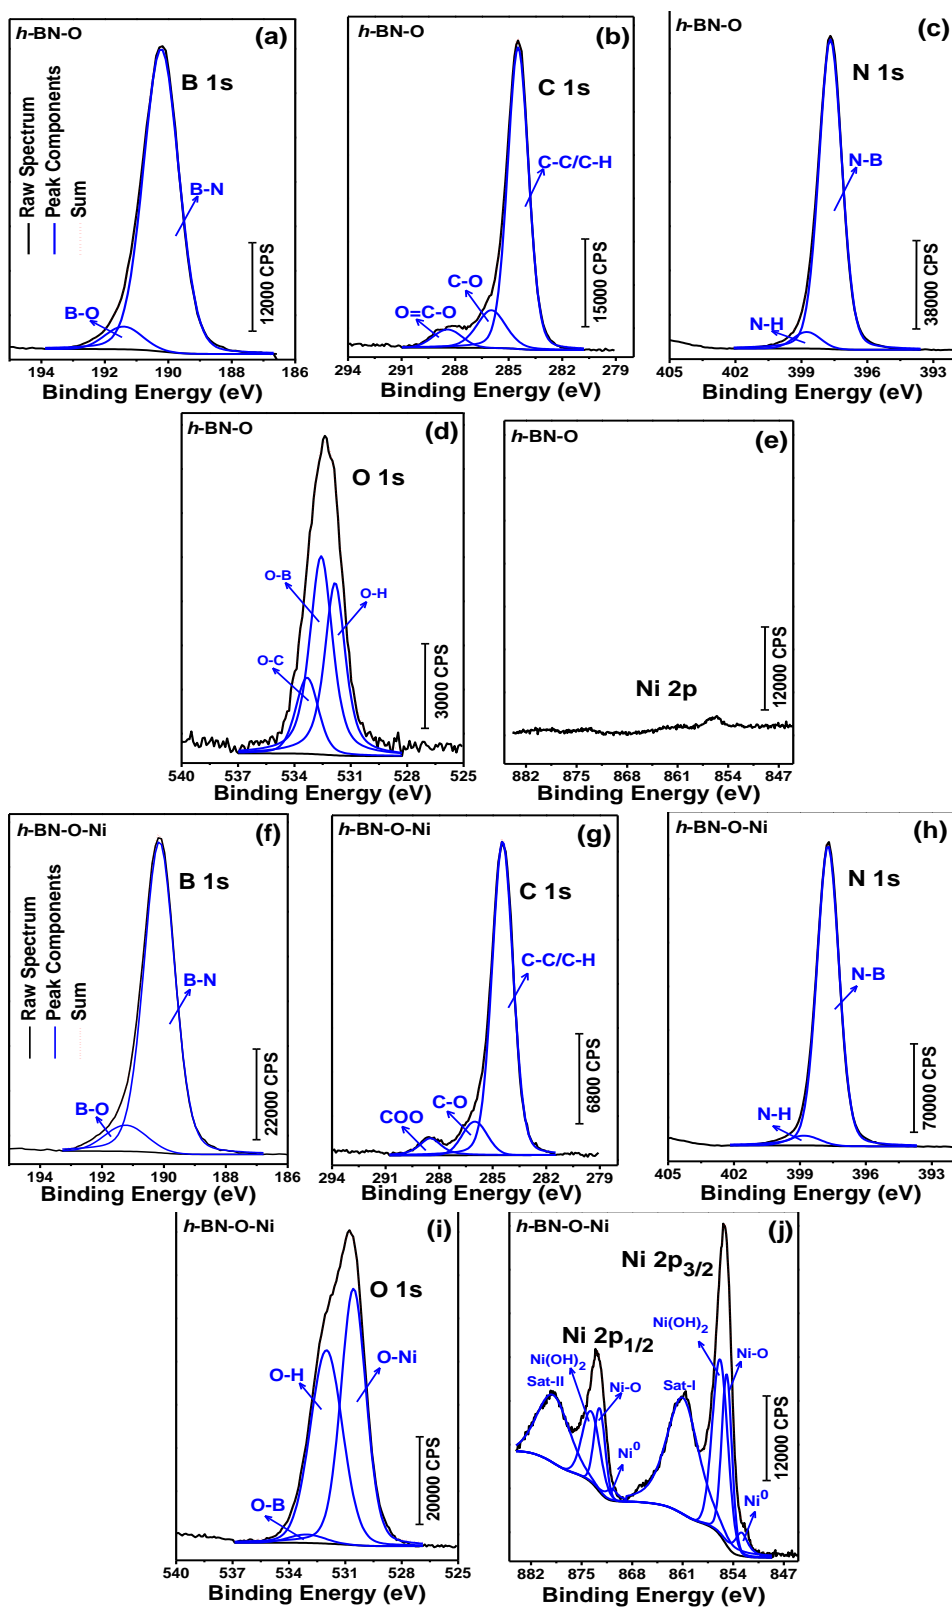 h-BN-O
(a)
B 1s
Raw Spectrum
Peak Components
Sum
B-N
B-O
12000 CPS
194 192 190 188 186
Binding Energy (eV)
h-BN-O
(b)
C 1s
C-C/C-H
C-O
O=C-O
15000 CPS
294 291 288 285 282 279
Binding Energy (eV)
h-BN-O
(c)
N 1s
N-B
N-H
38000 CPS
405 402 399 396 393
Binding Energy (eV)
h-BN-O
(d)
O 1s
O-B
O-H
O-C
3000 CPS
540 537 534 531 528 525
Binding Energy (eV)
h-BN-O
(e)
Ni 2p
12000 CPS
882 875 868 861 854 847
Binding Energy (eV)
h-BN-O-Ni
(f)
B 1s
Raw Spectrum
Peak Components
Sum
B-N
B-O
22000 CPS
194 192 190 188 186
Binding Energy (eV)
h-BN-O-Ni
(g)
C 1s
C-C/C-H
C-O
COO
6800 CPS
294 291 288 285 282 279
Binding Energy (eV)
h-BN-O-Ni
(h)
N 1s
N-B
N-H
70000 CPS
405 402 399 396 393
Binding Energy (eV)
h-BN-O-Ni
(i)
O 1s
O-H
O-Ni
O-B
20000 CPS
540 537 534 531 528 525
Binding Energy (eV)
h-BN-O-Ni
(j)
Ni 2p3/2
Ni(OH)2
Ni 2p1/2
Ni-O
Ni(OH)2
Sat-II
Ni-O
Sat-I
Ni0
Ni0
12000 CPS
882 875 868 861 854 847
Binding Energy (eV)